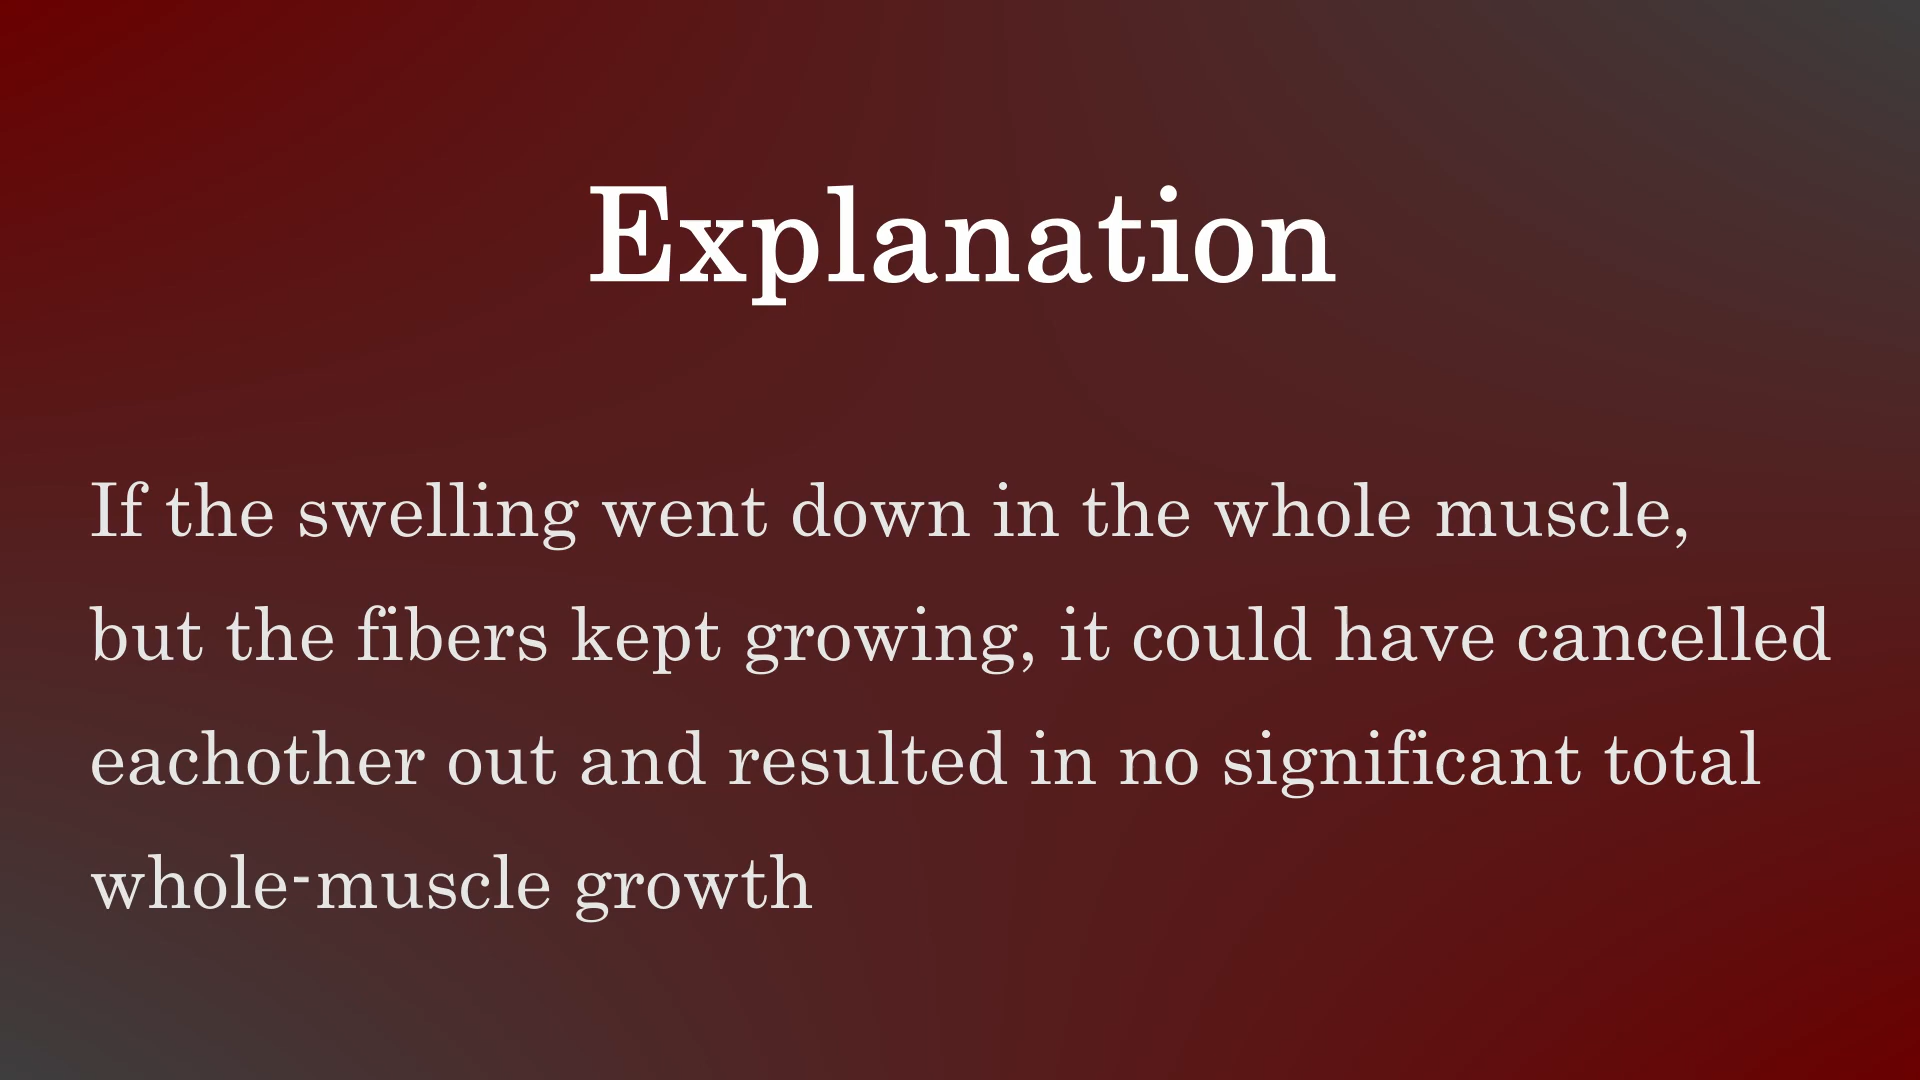 Explanation
If the swelling went down in the whole muscle,
but the fibers kept growing, it could have cancelled
eachother out and resulted in no significant total
whole-muscle growth